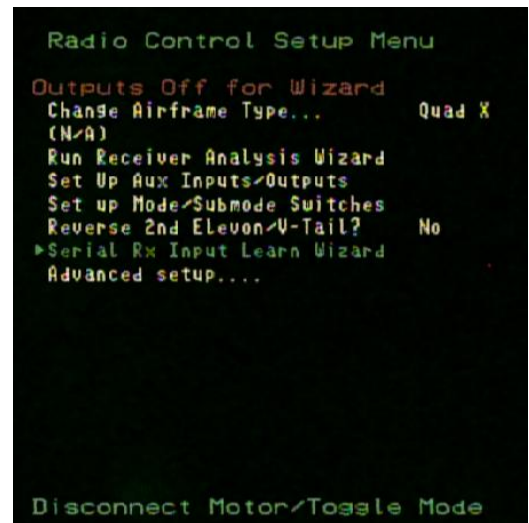 Radio Control Setup Menu
Outputs Off for Wizard
Change Airframe Type... Quad X
(N/A)
Run Receiver Analysis Wizard
Set Up Aux Inputs/Outputs
Set up Mode/Submode Switches
Reverse 2nd Elevon/V-Tail? No
▶Serial Rx Input Learn Wizard
Advanced setup....
Disconnect Motor/Toggle Mode